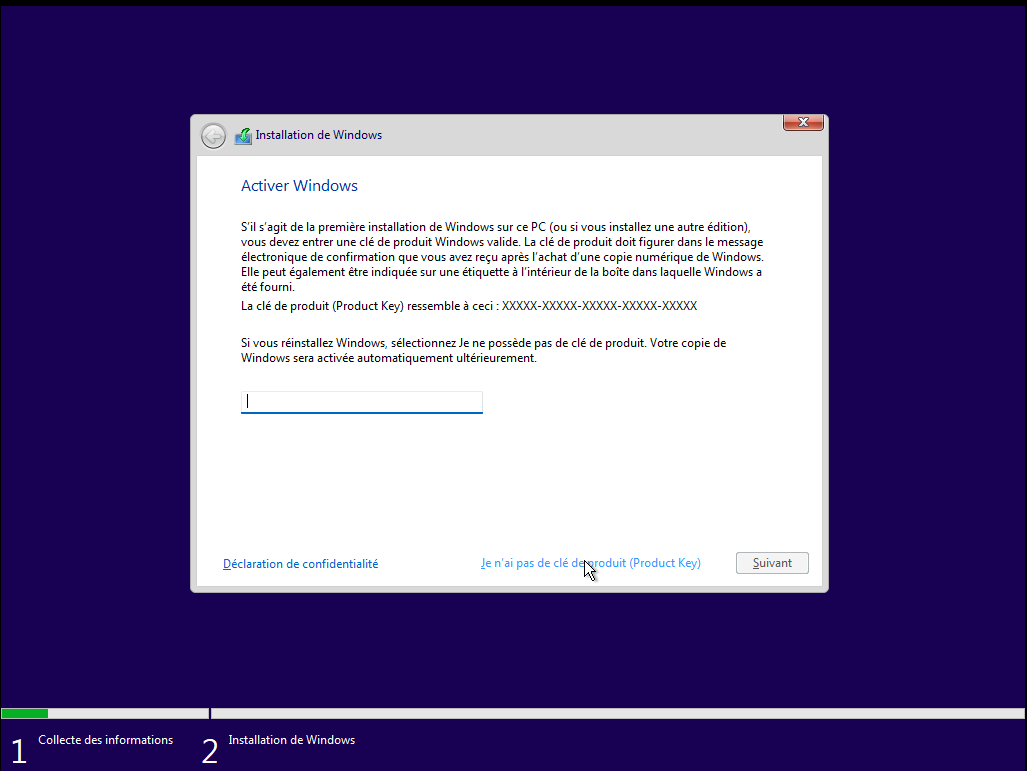 Installation de Windows
Activer Windows
S'il s'agit de la première installation de Windows sur ce PC (ou si vous installez une autre édition),
vous devez entrer une clé de produit Windows valide. La clé de produit doit figurer dans le message
électronique de confirmation que vous avez reçu après l'achat d'une copie numérique de Windows.
Elle peut également être indiquée sur une étiquette à l'intérieur de la boîte dans laquelle Windows a
été fourni.
La clé de produit (Product Key) ressemble à ceci : XXXXX-XXXXX-XXXXX-XXXXX-XXXXX
Si vous réinstallez Windows, sélectionnez Je ne possède pas de clé de produit. Votre copie de
Windows sera activée automatiquement ultérieurement.
Déclaration de confidentialité
Je n'ai pas de clé de produit (Product Key)
Suivant
1 Collecte des informations
2 Installation de Windows